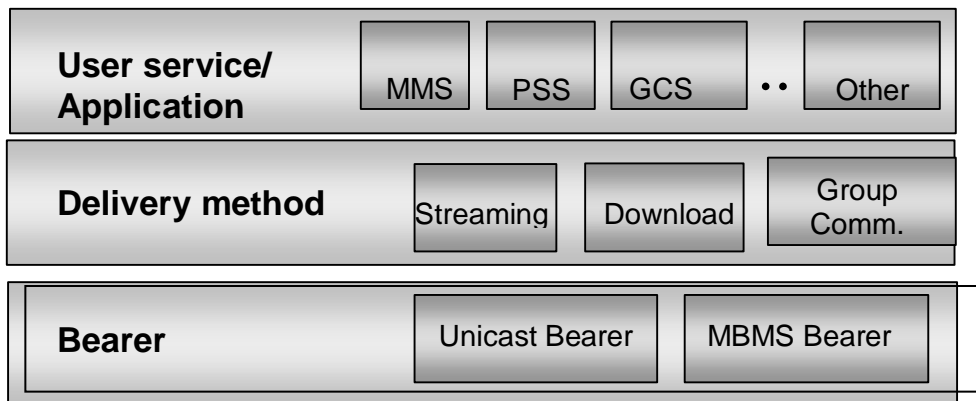 User service/
Application
MMS
PSS
GCS
..
Other
Delivery method
Streaming
Download
Group
Comm.
Bearer
Unicast Bearer
MBMS Bearer